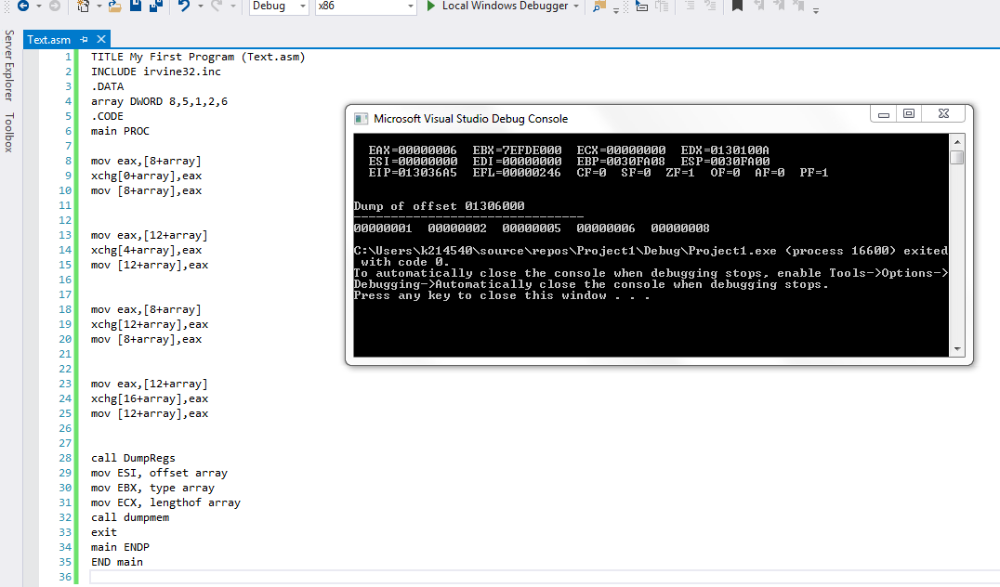 Debug x86 Local Windows Debugger
Server Explorer
Toolbox
Text.asm
1 TITLE My First Program (Text.asm)
2 INCLUDE irvine32.inc
3 .DATA
4 array DWORD 8,5,1,2,6
5 .CODE
6 main PROC
7
8 mov eax,[8+array]
9 xchg[0+array],eax
10 mov [8+array],eax
11
12
13 mov eax,[12+array]
14 xchg[4+array],eax
15 mov [12+array],eax
16
17
18 mov eax,[8+array]
19 xchg[12+array],eax
20 mov [8+array],eax
21
22
23 mov eax,[12+array]
24 xchg[16+array],eax
25 mov [12+array],eax
26
27
28 call DumpRegs
29 mov ESI, offset array
30 mov EBX, type array
31 mov ECX, lengthof array
32 call dumpmem
33 exit
34 main ENDP
35 END main
36
Microsoft Visual Studio Debug Console
EAX=00000006 EBX=7EFDE000 ECX=00000000 EDX=0130100A
ESI=00000000 EDI=00000000 EBP=0030FA08 ESP=0030FA00
EIP=013036A5 EFL=00000246 CF=0 SF=0 ZF=1 OF=0 AF=0 PF=1
Dump of offset 01306000
-------------------------------
00000001 00000002 00000005 00000006 00000008
C:\Users\k214540\source\repos\Project1\Debug\Project1.exe (process 16600) exited
with code 0.
To automatically close the console when debugging stops, enable Tools->Options->
Debugging->Automatically close the console when debugging stops.
Press any key to close this window . . .